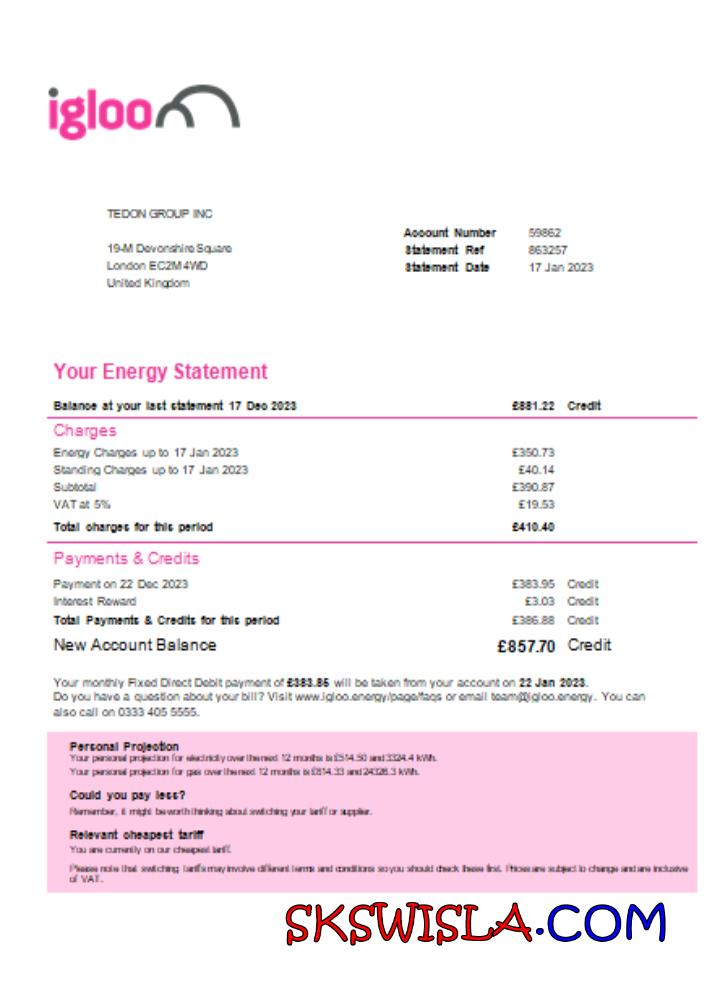 igloo
TEDON GROUP INC
19-M Devonshire Square
London EC2M 4WD
United Kingdom
Account Number 59862
Statement Ref 863257
Statement Date 17 Jan 2023
Your Energy Statement
Balance at your last statement 17 Dec 2023 £881.22 Credit
Charges
Energy Charges up to 17 Jan 2023 £350.73
Standing Charges up to 17 Jan 2023 £40.14
Subtotal £390.87
VAT at 5% £19.53
Total charges for this period £410.40
Payments & Credits
Payment on 22 Dec 2023 £383.95 Credit
Interest Reward £3.03 Credit
Total Payments & Credits for this period £386.88 Credit
New Account Balance £857.70 Credit
Your monthly Fixed Direct Debit payment of £383.85 will be taken from your account on 22 Jan 2023.
Do you have a question about your bill? Visit www.igloo.energy/page/faqs or email team@igloo.energy. You can
also call on 0333 405 5555.
Personal Projection
Your personal projection for electricity over the next 12 months is £514.50 and 3324.4 kWh.
Your personal projection for gas over the next 12 months is £814.33 and 24326.3 kWh.
Could you pay less?
Remember, it might be worth thinking about switching your tariff or supplier.
Relevant cheapest tariff
You are currently on our cheapest tariff.
Please note that switching tariffs may involve different terms and conditions so you should check these first. Prices are subject to change and are inclusive
of VAT.
SKSWISLA.COM